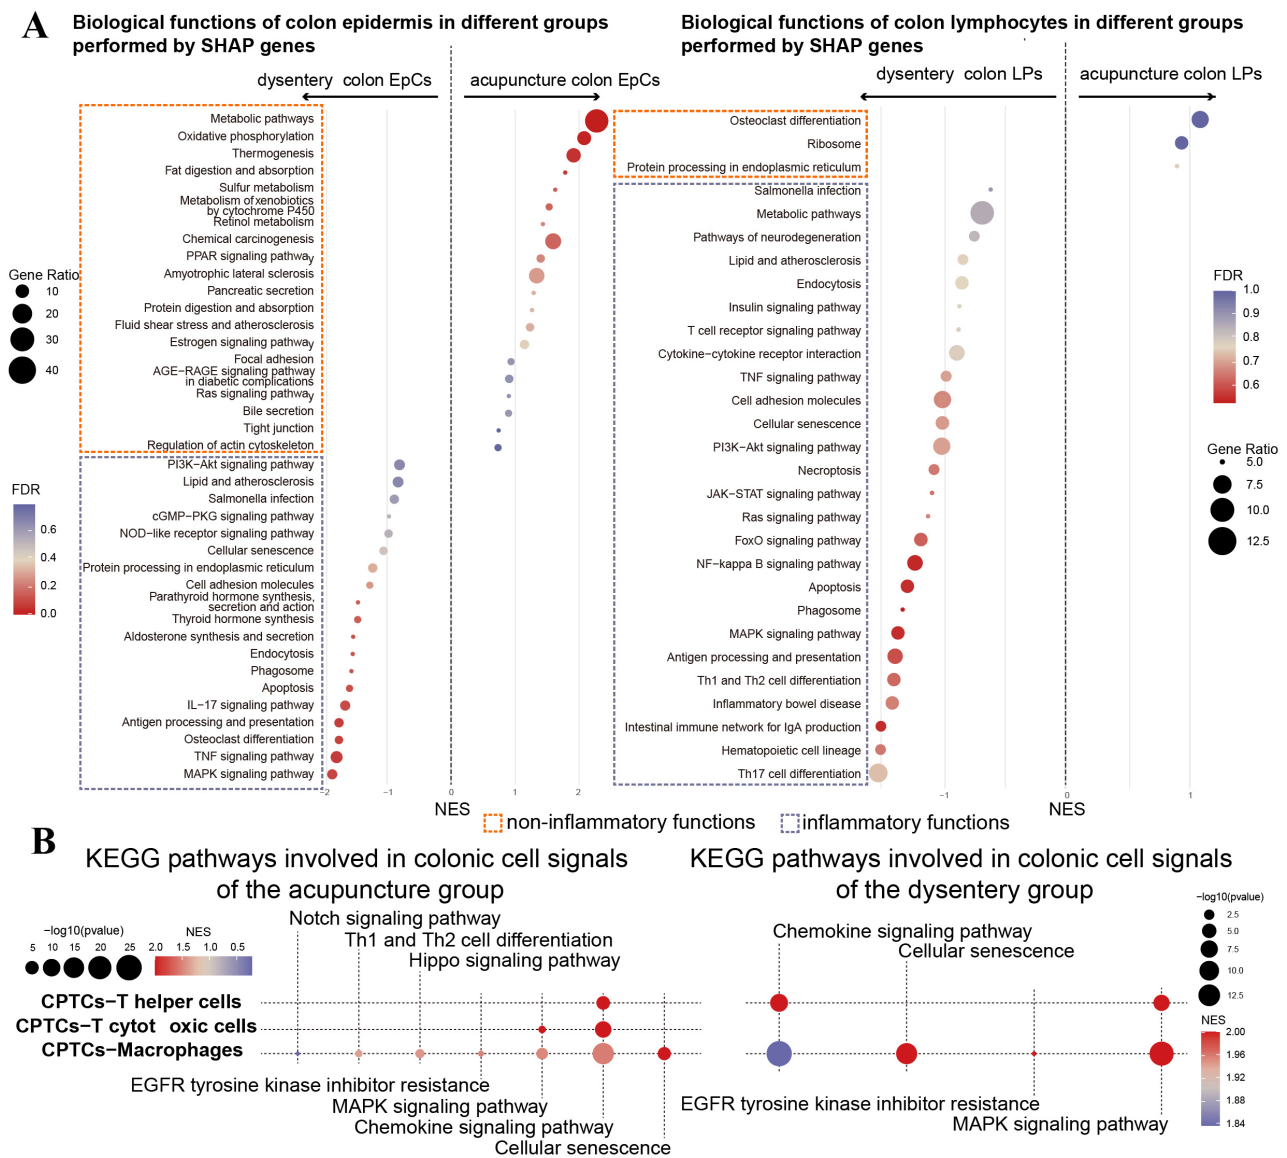 A
Biological functions of colon epidermis in different groups
performed by SHAP genes
dysentery colon EpCs
acupuncture colon EpCs
Metabolic pathways
Oxidative phosphorylation
Thermogenesis
Fat digestion and absorption
Sulfur metabolism
Metabolism of xenobiotics
by cytochrome P450
Retinol metabolism
Chemical carcinogenesis
PPAR signaling pathway
Amyotrophic lateral sclerosis
Pancreatic secretion
Protein digestion and absorption
Fluid shear stress and atherosclerosis
Estrogen signaling pathway
Focal adhesion
AGE−RAGE signaling pathway
in diabetic complications
Ras signaling pathway
Bile secretion
Tight junction
Regulation of actin cytoskeleton
PI3K−Akt signaling pathway
Lipid and atherosclerosis
Salmonella infection
cGMP−PKG signaling pathway
NOD−like receptor signaling pathway
Cellular senescence
Protein processing in endoplasmic reticulum
Cell adhesion molecules
Parathyroid hormone synthesis,
secretion and action
Thyroid hormone synthesis
Aldosterone synthesis and secretion
Endocytosis
Phagosome
Apoptosis
IL−17 signaling pathway
Antigen processing and presentation
Osteoclast differentiation
TNF signaling pathway
MAPK signaling pathway
Gene Ratio
10
20
30
40
FDR
0.6
0.4
0.2
0.0
−2
−1
0
1
2
NES
Biological functions of colon lymphocytes in different groups
performed by SHAP genes
dysentery colon LPs
acupuncture colon LPs
Osteoclast differentiation
Ribosome
Protein processing in endoplasmic reticulum
Salmonella infection
Metabolic pathways
Pathways of neurodegeneration
Lipid and atherosclerosis
Endocytosis
Insulin signaling pathway
T cell receptor signaling pathway
Cytokine−cytokine receptor interaction
TNF signaling pathway
Cell adhesion molecules
Cellular senescence
PI3K−Akt signaling pathway
Necroptosis
JAK−STAT signaling pathway
Ras signaling pathway
FoxO signaling pathway
NF−kappa B signaling pathway
Apoptosis
Phagosome
MAPK signaling pathway
Antigen processing and presentation
Th1 and Th2 cell differentiation
Inflammatory bowel disease
Intestinal immune network for IgA production
Hematopoietic cell lineage
Th17 cell differentiation
FDR
1.0
0.9
0.8
0.7
0.6
Gene Ratio
5.0
7.5
10.0
12.5
−1
0
1
NES
non-inflammatory functions
inflammatory functions
B
KEGG pathways involved in colonic cell signals
of the acupuncture group
−log10(pvalue)
5 10 15 20 25
NES
2.0 1.5 1.0 0.5
Notch signaling pathway
Th1 and Th2 cell differentiation
Hippo signaling pathway
CPTCs−T helper cells
CPTCs−T cytot oxic cells
CPTCs−Macrophages
EGFR tyrosine kinase inhibitor resistance
MAPK signaling pathway
Chemokine signaling pathway
Cellular senescence
KEGG pathways involved in colonic cell signals
of the dysentery group
Chemokine signaling pathway
Cellular senescence
EGFR tyrosine kinase inhibitor resistance
MAPK signaling pathway
−log10(pvalue)
2.5
5.0
7.5
10.0
12.5
NES
2.00
1.96
1.92
1.88
1.84